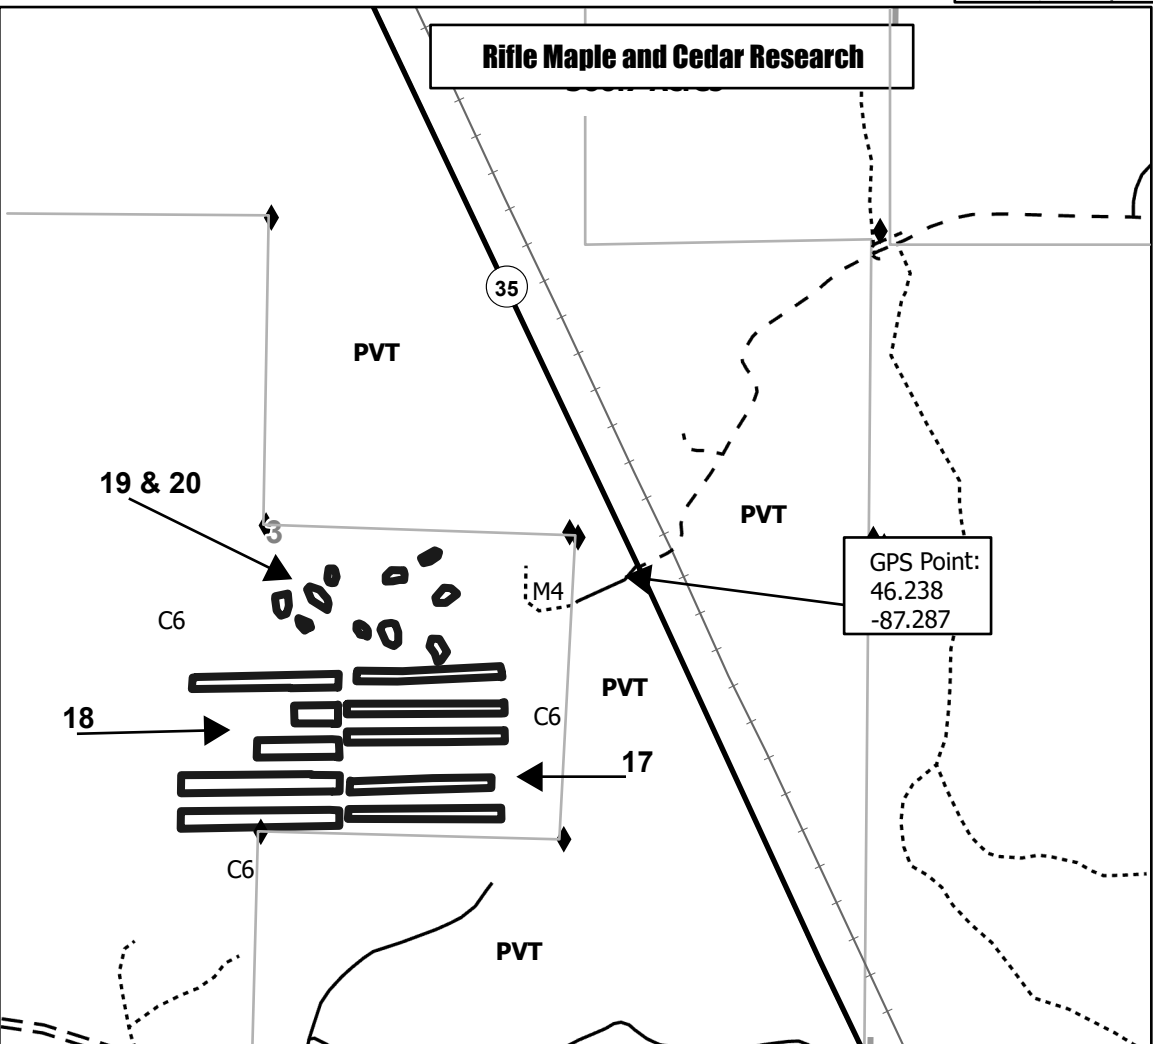 Rifle Maple and Cedar Research
35
PVT
19 & 20
3
PVT
GPS Point:
46.238
-87.287
M4
C6
PVT
18
C6
17
C6
PVT